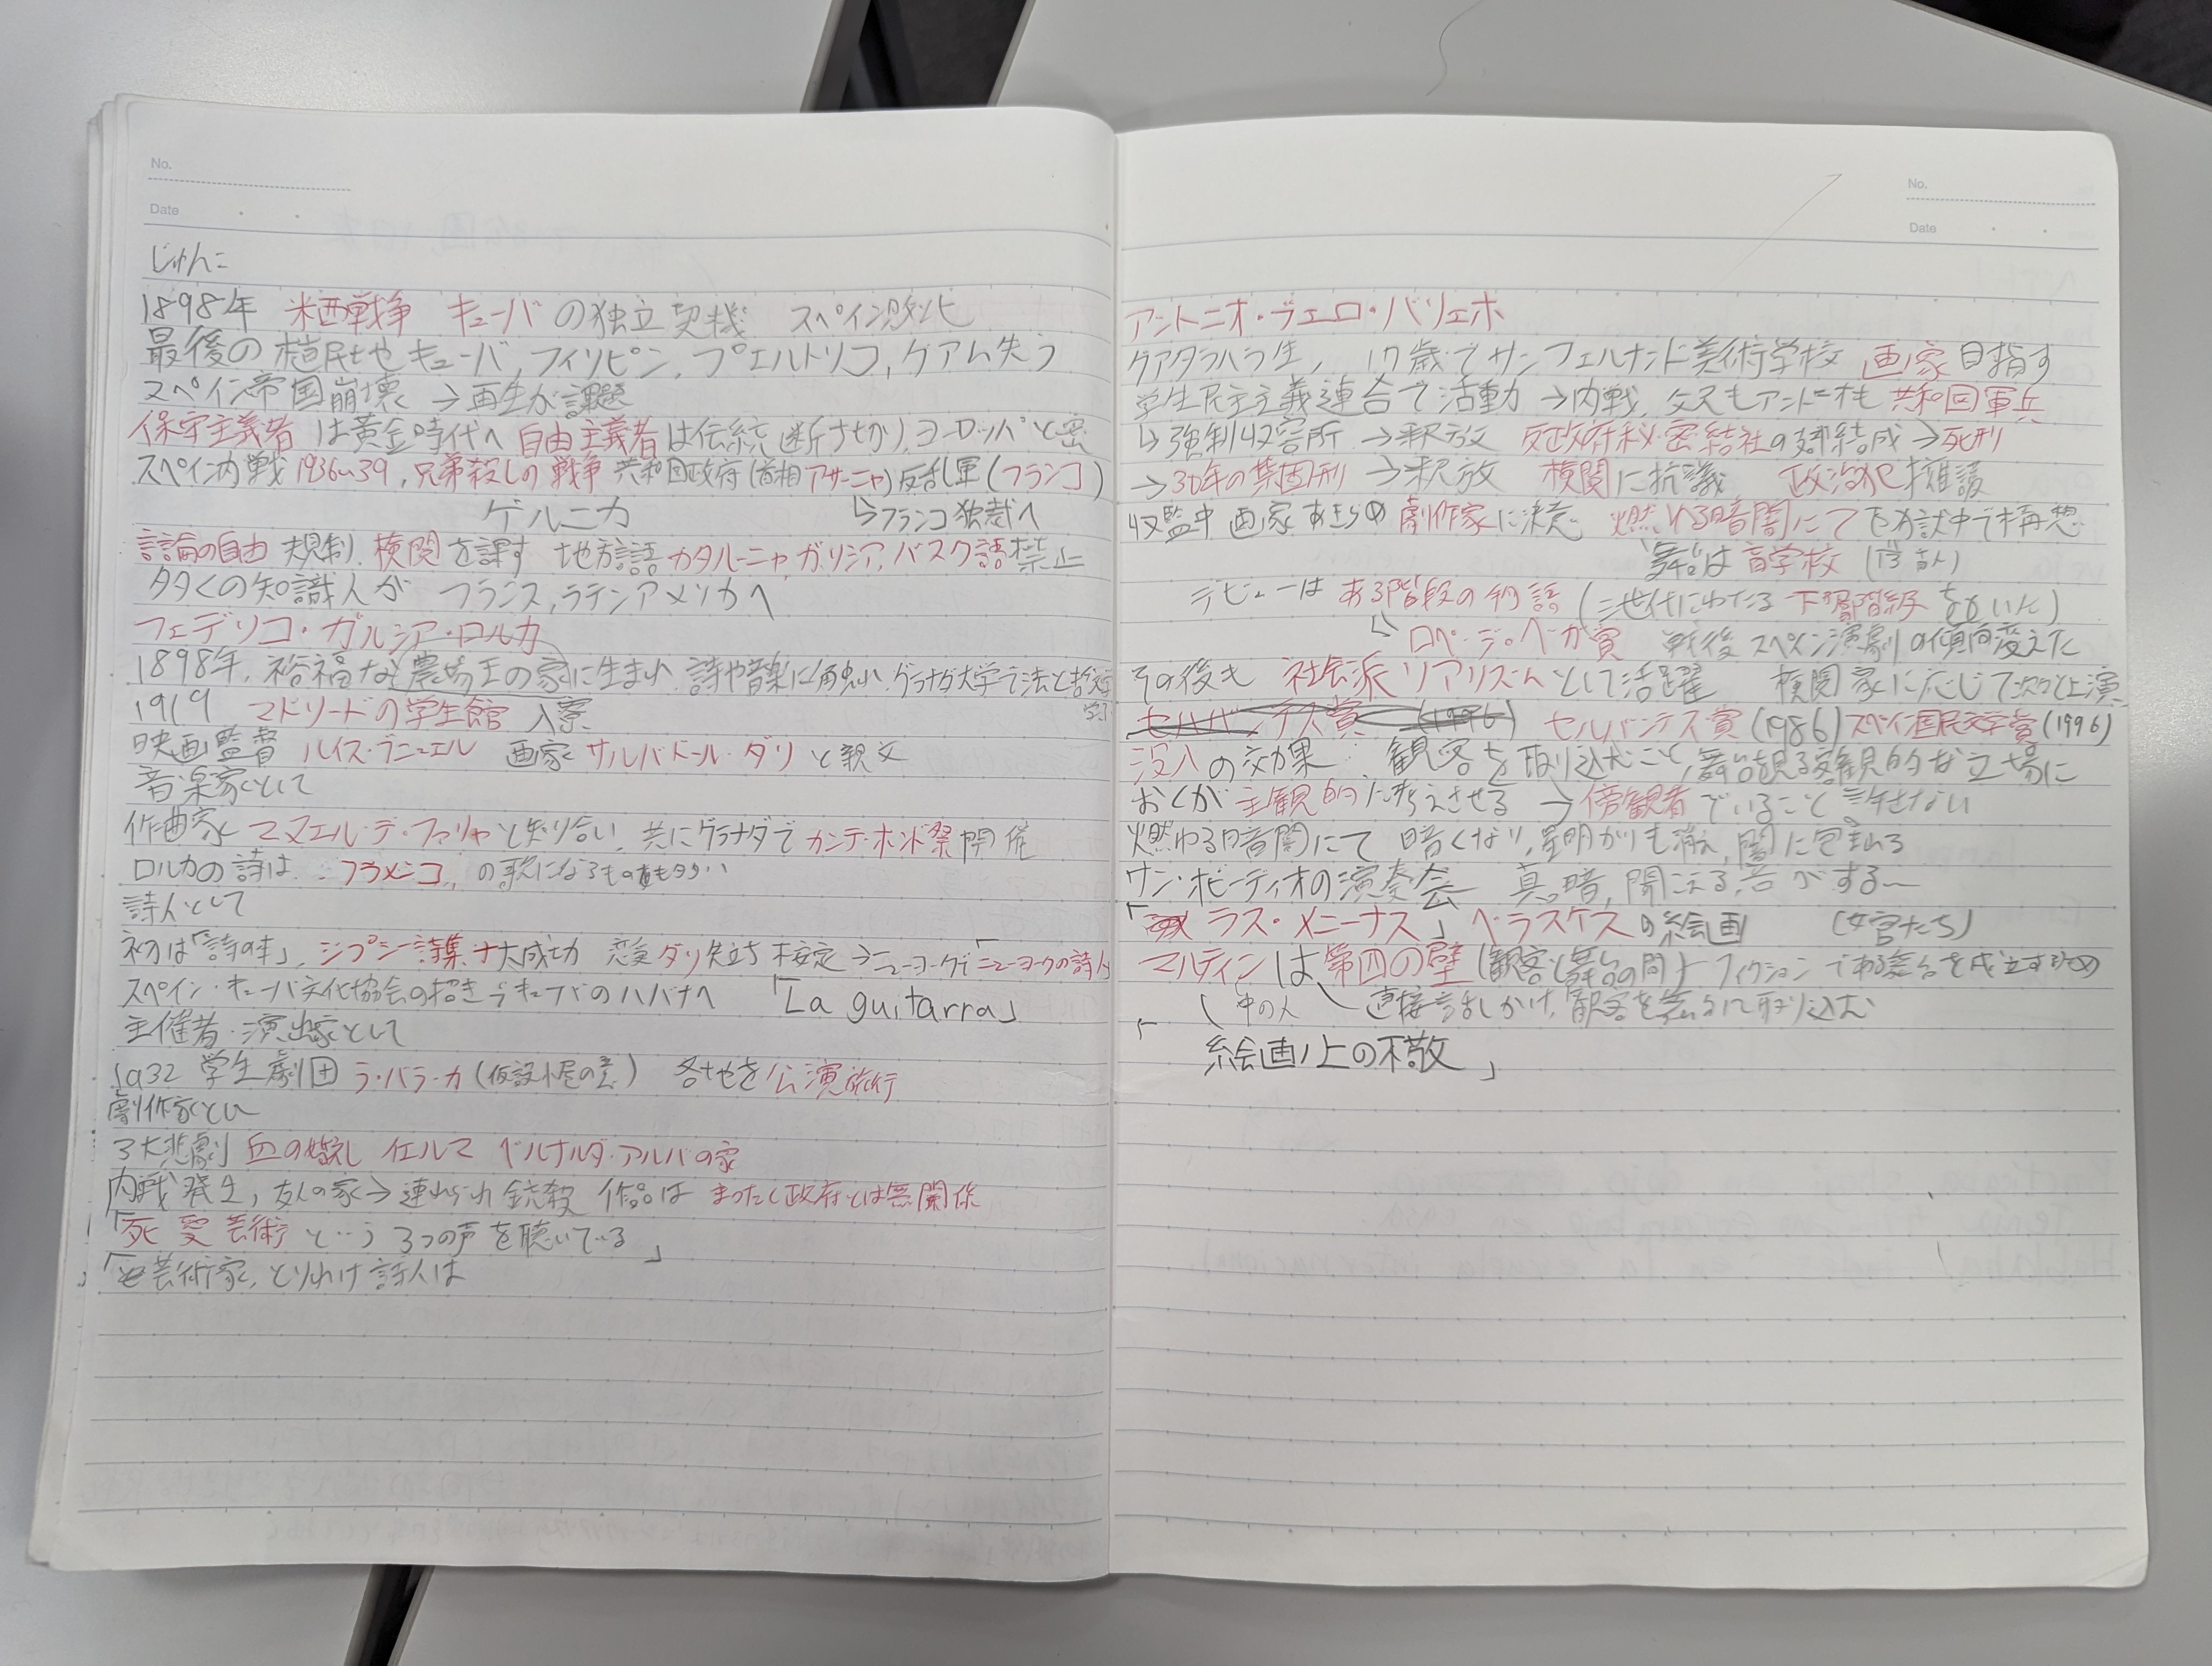 No.
Date
じゅんこ
1898年 米西戦争 キューバの独立契機 スペイン敗北
最後の植民地キューバ,フィリピン,プエルトリコ,グアム失う
スペイン帝国崩壊 →再生が課題
保守主義者は黄金時代へ 自由主義者は伝統断ち切り,ヨーロッパと密
スペイン内戦1936~39,兄弟殺しの戦争 共和国政府(首相アサーニャ)反乱軍(フランコ)
ゲルニカ ↳フランコ独裁へ
言論の自由規制,検閲を課す 地方語カタルーニャ,ガリシア,バスク語禁止
多くの知識人が フランス,ラテンアメリカへ
フェデリコ・ガルシア・ロルカ
1898年,裕福な農場主の家に生まれ 詩や音楽に触れ,グラナダ大学で法と哲文学
1919 マドリードの学生館 入寮
映画監督 ルイス・ブニュエル 画家 サルバドール・ダリと親交
音楽家として
作曲家 マヌエル・デ・ファリャと知り合い,共にグラナダでカンテ・ホンド祭開催
ロルカの詩は フラメンコ の歌になるものも多い
詩人として
初は「詩の本」,ジプシー詩集 大成功 恋愛ダリ失立ち →ニューヨークで「ニューヨークの詩人
スペイン・キューバ文化協会の招きでキューバのハバナへ 「La guitarra」
主催者・演出家として
1932 学生劇団 ラ・バラ・カ(仮設小屋の意) 各地を公演旅行
劇作家とし
3大悲劇 血の婚礼 イェルマ ベルナルダ・アルバの家
内戦発生,友人の家→連れられ銃殺 作品は まったく政府とは無関係
「死 愛 芸術 という 3つの声を聴いている」
「芸術家,とりわけ詩人は
No.
Date
アントニオ・ブエロ・バリェホ
グアダラハラ生, 17歳でサンフェルナンド美術学校 画家目指す
学生民主主義連合で活動 →内戦,父兄もアントニオも 共和国軍兵
↳強制収容所 →釈放 反政府秘密結社の支部結成→死刑
→30年の禁固刑 →釈放 検閲に抗議 政治犯擁護
収監中 画家あきらめ 劇作家に決意 燃ゆる暗闇にてを獄中で構想
舞台は盲学校(盲人)
デビューは ある階段の物語(三世代にわたる 下層階級をえがいた)
↳ ロペ・デ・ベガ賞 戦後スペイン演劇の傾向変えた
その後も 社会派リアリズムとして活躍 検閲家に応じて次々上演
セルバンテス賞 (1996) セルバンテス賞(1986)スペイン国民文学賞(1996)
没入の効果 観客を取り込むこと,舞台を観る客観的な立場に
おくが主観的に考えさせる →傍観者でいること許せない
燃ゆる暗闇にて 暗くなり,星明かりも消え,闇に包まれる
サン・オビーディオの演奏会 真っ暗,聞こえる音がする〜
「ラス・メニーナス」ベラスケスの絵画 (女官たち)
マルティンは第四の壁(観客と舞台の間)ーフィクションである舞台を成立するため
中の人 直接話しかけ,観客を舞台に取り込む
「絵画ノ上の不敬」